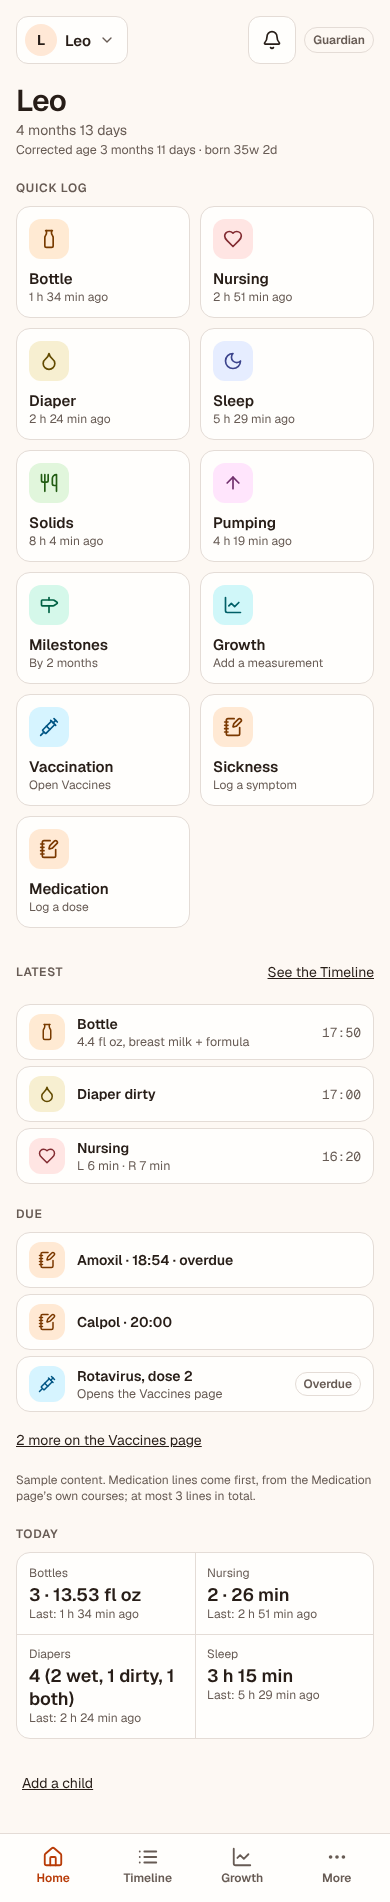 L Leo
Guardian
Leo
4 months 13 days
Corrected age 3 months 11 days · born 35w 2d
QUICK LOG
Bottle
1 h 34 min ago
Nursing
2 h 51 min ago
Diaper
2 h 24 min ago
Sleep
5 h 29 min ago
Solids
8 h 4 min ago
Pumping
4 h 19 min ago
Milestones
By 2 months
Growth
Add a measurement
Vaccination
Open Vaccines
Sickness
Log a symptom
Medication
Log a dose
LATEST
See the Timeline
Bottle
4.4 fl oz, breast milk + formula
17:50
Diaper dirty
17:00
Nursing
L 6 min · R 7 min
16:20
DUE
Amoxil · 18:54 · overdue
Calpol · 20:00
Rotavirus, dose 2
Opens the Vaccines page
Overdue
2 more on the Vaccines page
Sample content. Medication lines come first, from the Medication
page's own courses; at most 3 lines in total.
TODAY
Bottles
3 · 13.53 fl oz
Last: 1 h 34 min ago
Nursing
2 · 26 min
Last: 2 h 51 min ago
Diapers
4 (2 wet, 1 dirty, 1
both)
Last: 2 h 24 min ago
Sleep
3 h 15 min
Last: 5 h 29 min ago
Add a child
Home
Timeline
Growth
More